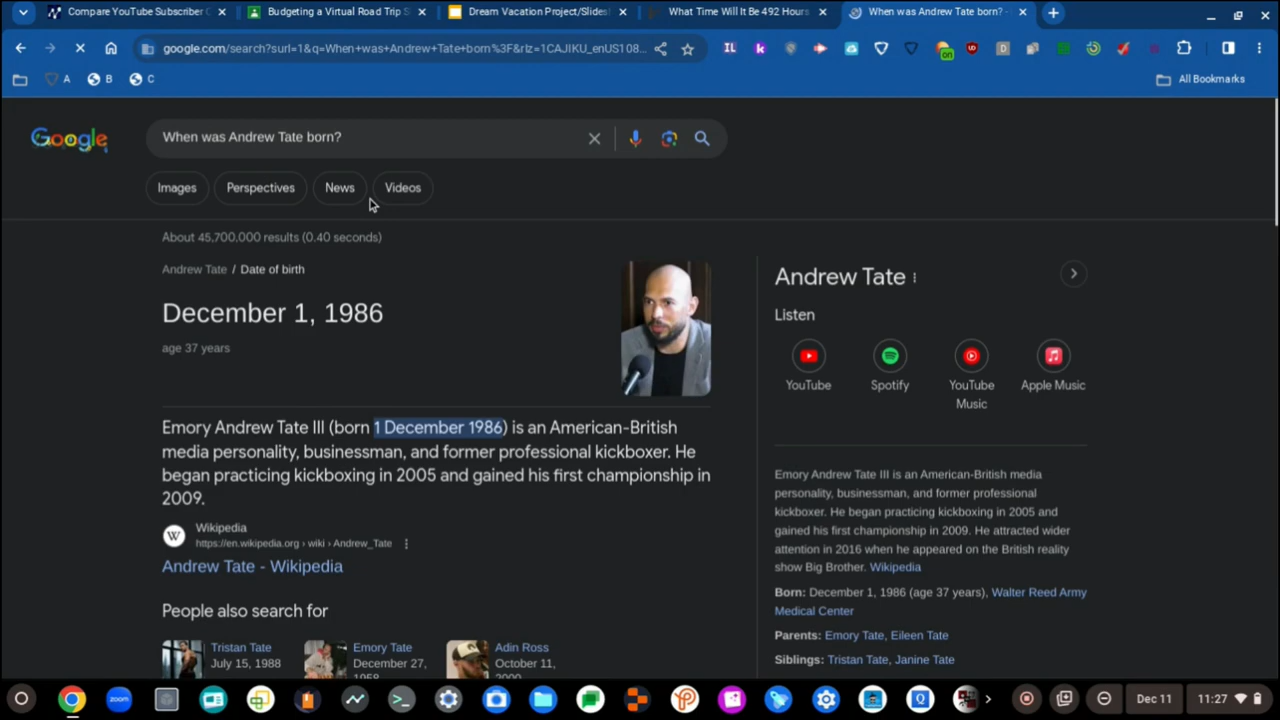 Compare YouTube Subscriber C
Budgeting a Virtual Road Trip S
Dream Vacation Project/Slides
What Time Will It Be 492 Hours
When was Andrew Tate born? -
google.com/search?surl=1&q=When+was+Andrew+Tate+born%3F&rlz=1CAJIKU_enUS108...
A
B
C
All Bookmarks
Google
When was Andrew Tate born?
Images
Perspectives
News
Videos
About 45,700,000 results (0.40 seconds)
Andrew Tate / Date of birth
December 1, 1986
age 37 years
Emory Andrew Tate III (born 1 December 1986) is an American-British
media personality, businessman, and former professional kickboxer. He
began practicing kickboxing in 2005 and gained his first championship in
2009.
W
Wikipedia
https://en.wikipedia.org › wiki › Andrew_Tate
Andrew Tate - Wikipedia
People also search for
Tristan Tate
July 15, 1988
Emory Tate
December 27,
1958
Adin Ross
October 11,
2000
Andrew Tate
Listen
YouTube
Spotify
YouTube
Music
Apple Music
Emory Andrew Tate III is an American-British media
personality, businessman, and former professional
kickboxer. He began practicing kickboxing in 2005 and
gained his first championship in 2009. He attracted wider
attention in 2016 when he appeared on the British reality
show Big Brother. Wikipedia
Born: December 1, 1986 (age 37 years), Walter Reed Army
Medical Center
Parents: Emory Tate, Eileen Tate
Siblings: Tristan Tate, Janine Tate
zoom
Dec 11
11:27